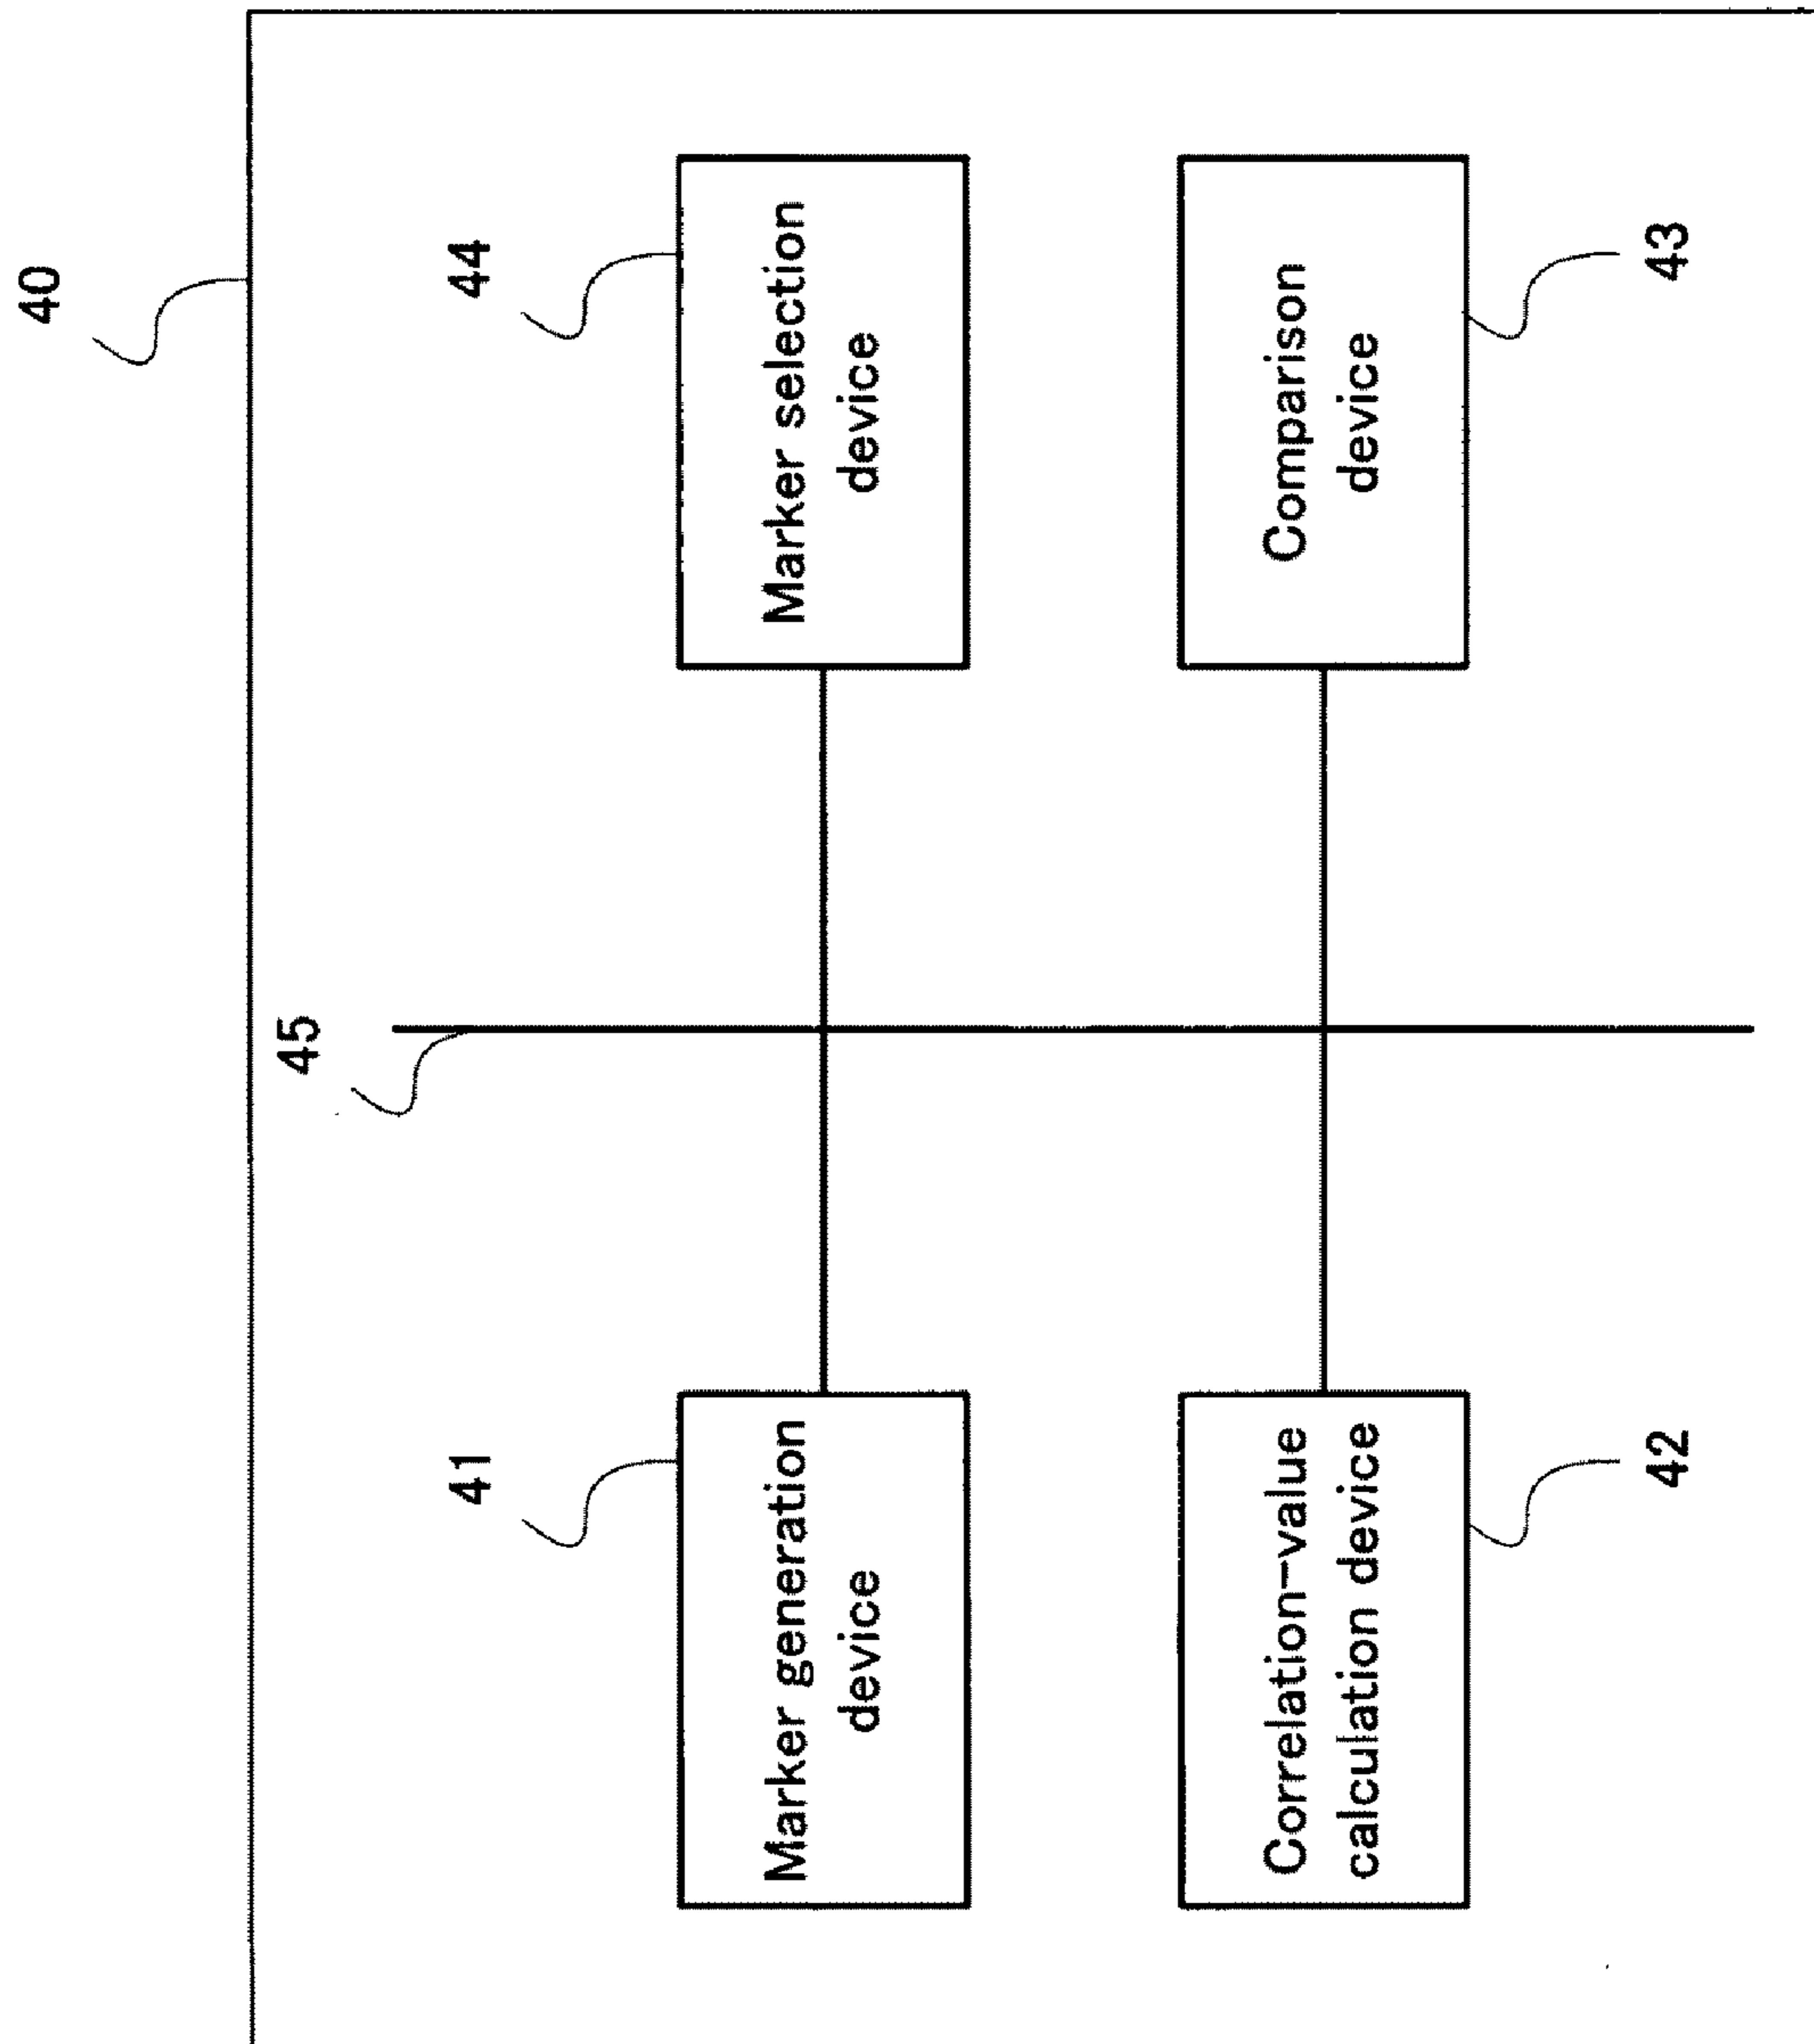 40
45
41
44
Marker generation
device
Marker selection
device
Correlation-value
calculation device
Comparison
device
42
43